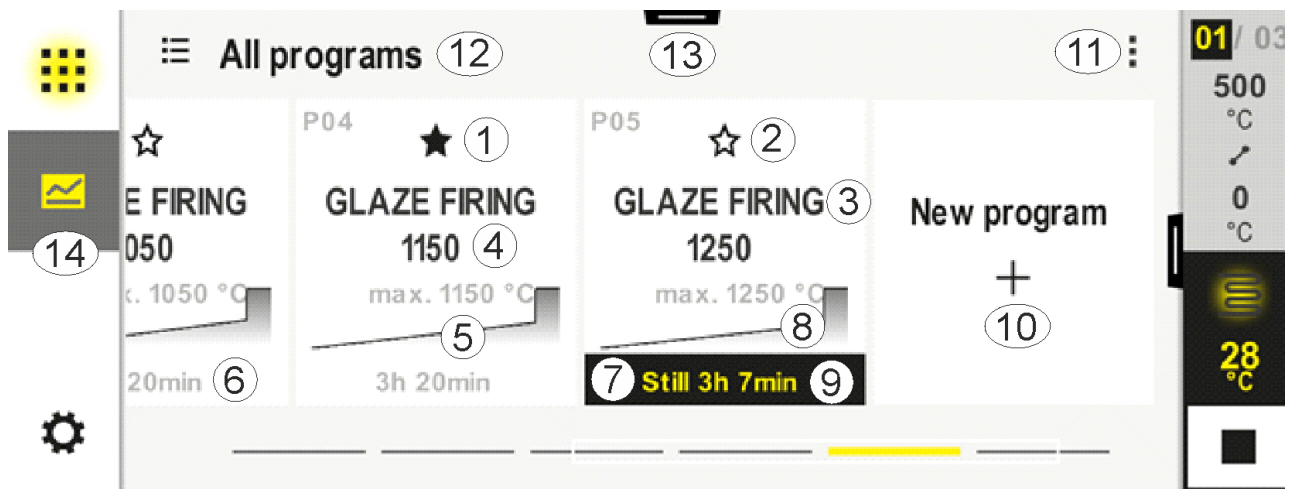 All programs 12
13
11
01/ 03
500
°C
0
°C
28
°C
14
E FIRING
050
. 1050 °C
20min 6
P04
1
GLAZE FIRING
1150 4
max. 1150 °C
5
3h 20min
P05
2
GLAZE FIRING 3
1250
max. 1250 °C
8
7 Still 3h 7min 9
New program
+
10